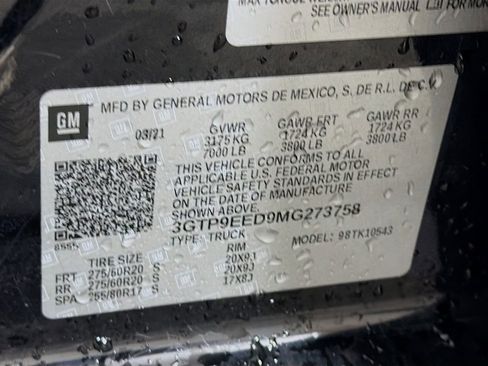 SEE OWNER'S MANUAL FOR MOR
GM
MFD BY GENERAL MOTORS DE MEXICO, S. DE R.L. DE C.V.
03/21 GVWR GAWR FRT GAWR RR
3175 KG 1724 KG 1724 KG
7000 LB 3800 LB 3800 LB
THIS VEHICLE CONFORMS TO ALL
APPLICABLE U.S. FEDERAL MOTOR
VEHICLE SAFETY STANDARDS IN EFFECT
ON THE DATE OF MANUFACTURE
SHOWN ABOVE.
3GTP9EED9MG273758
TYPE: TRUCK MODEL: 98TK10543
TIRE SIZE RIM
FRT 275/60R20 S 20X9J
RR 275/60R20 S 20X9J
SPA 255/80R17 S 17X8J